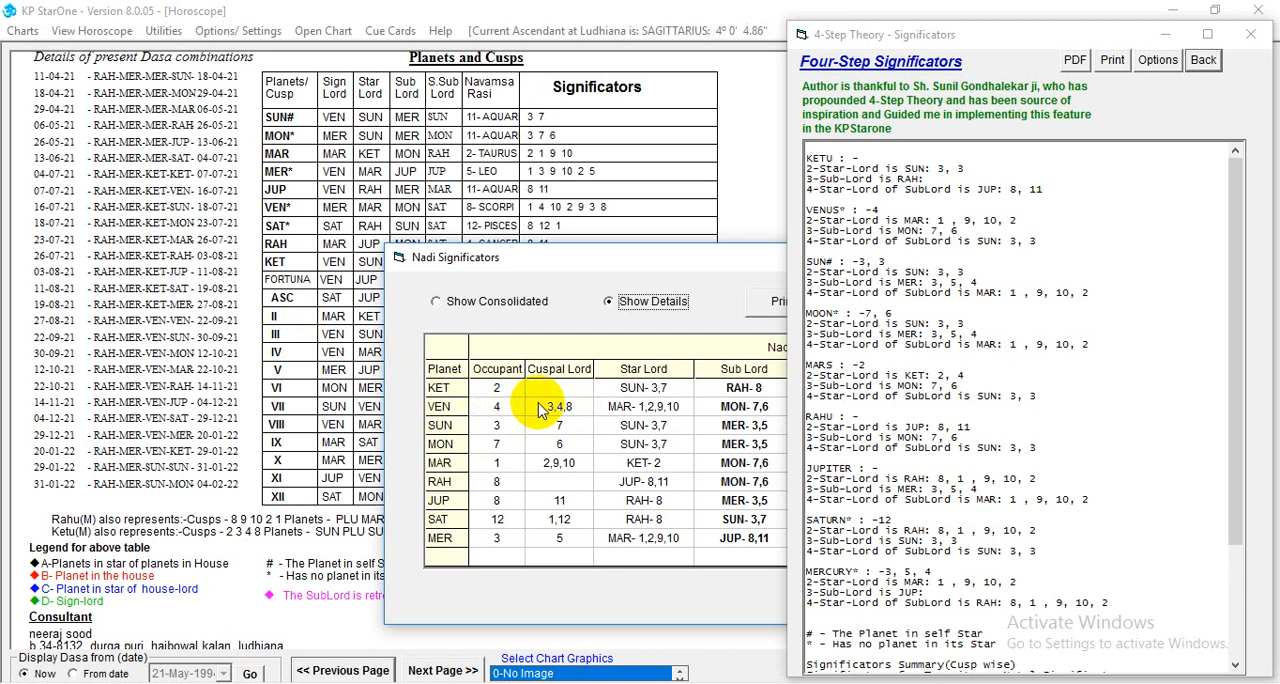 KP StarOne - Version 8.0.05 - [Horoscope]
Charts View Horoscope Utilities Options/ Settings Open Chart Cue Cards Help [Current Ascendant at Ludhiana is: SAGITTARIUS: 4º 0' 4.86"
Details of present Dasa combinations
11-04-21 - RAH-MER-MER-SUN- 18-04-21
18-04-21 - RAH-MER-MER-MON 29-04-21
29-04-21 - RAH-MER-MER-MAR 06-05-21
06-05-21 - RAH-MER-MER-RAH 26-05-21
26-05-21 - RAH-MER-MER-JUP - 13-06-21
13-06-21 - RAH-MER-MER-SAT- 04-07-21
04-07-21 - RAH-MER-KET-KET- 07-07-21
07-07-21 - RAH-MER-KET-VEN- 16-07-21
16-07-21 - RAH-MER-KET-SUN - 18-07-21
18-07-21 - RAH-MER-KET-MON 23-07-21
23-07-21 - RAH-MER-KET-MAR 26-07-21
26-07-21 - RAH-MER-KET-RAH- 03-08-21
03-08-21 - RAH-MER-KET-JUP - 11-08-21
11-08-21 - RAH-MER-KET-SAT - 19-08-21
19-08-21 - RAH-MER-KET-MER- 27-08-21
27-08-21 - RAH-MER-VEN-VEN- 22-09-21
22-09-21 - RAH-MER-VEN-SUN- 30-09-21
30-09-21 - RAH-MER-VEN-MON 12-10-21
12-10-21 - RAH-MER-VEN-MAR 22-10-21
22-10-21 - RAH-MER-VEN-RAH- 14-11-21
14-11-21 - RAH-MER-VEN-JUP - 04-12-21
04-12-21 - RAH-MER-VEN-SAT - 29-12-21
29-12-21 - RAH-MER-VEN-MER- 20-01-22
20-01-22 - RAH-MER-VEN-KET- 29-01-22
29-01-22 - RAH-MER-SUN-SUN - 31-01-22
31-01-22 - RAH-MER-SUN-MON 04-02-22
Planets and Cusps
Planets/ Cusp Sign Lord Star Lord Sub Lord S.Sub Lord Navamsa Rasi Significators
SUN# VEN SUN MER SUN 11- AQUAR 3 7
MON* MER SUN MER MON 11- AQUAR 3 7 6
MAR MAR KET MON RAH 2- TAURUS 2 1 9 10
MER* VEN MAR JUP JUP 5- LEO 1 3 9 10 2 5
JUP VEN RAH MER MAR 11- AQUAR 8 11
VEN* MER MAR MON SAT 8- SCORPI 1 4 10 2 9 3 8
SAT* SAT RAH SUN SAT 12- PISCES 8 12 1
RAH MAR JUP
KET VEN SUN
FORTUNA VEN JUP
ASC SAT JUP
II MAR KET
III VEN SUN
IV VEN MAR
V MER JUP
VI MON MER
VII SUN VEN
VIII VEN MAR
IX MAR SAT
X MAR MER
XI JUP VEN
XII SAT MON
Rahu(M) also represents:-Cusps - 8 9 10 2 1 Planets - PLU MAR
Ketu(M) also represents:-Cusps - 2 3 4 8 Planets - SUN PLU SU
Legend for above table
A-Planets in star of planets in House
B- Planet in the house
C- Planet in star of house-lord
D- Sign-lord
# - The Planet in self S
* - Has no planet in its
The SubLord is retr
Consultant
neeraj sood
b 34-8132 durga puri haibowal kalan ludhiana
Display Dasa from (date)
Now From date 21-May-199 Go
<< Previous Page Next Page >>
Select Chart Graphics
0-No Image
Nadi Significators
Show Consolidated Show Details Pri
Planet Occupant Cuspal Lord Star Lord Sub Lord
KET 2 SUN- 3,7 RAH- 8
VEN 4 3,4,8 MAR- 1,2,9,10 MON- 7,6
SUN 3 7 SUN- 3,7 MER- 3,5
MON 7 6 SUN- 3,7 MER- 3,5
MAR 1 2,9,10 KET- 2 MON- 7,6
RAH 8 JUP- 8,11 MON- 7,6
JUP 8 11 RAH- 8 MER- 3,5
SAT 12 1,12 RAH- 8 SUN- 3,7
MER 3 5 MAR- 1,2,9,10 JUP- 8,11
4-Step Theory - Significators
Four-Step Significators
PDF Print Options Back
Author is thankful to Sh. Sunil Gondhalekar ji, who has
propounded 4-Step Theory and has been source of
inspiration and Guided me in implementing this feature
in the KPStarone
KETU : -
2-Star-Lord is SUN: 3, 3
3-Sub-Lord is RAH:
4-Star-Lord of SubLord is JUP: 8, 11
VENUS* : -4
2-Star-Lord is MAR: 1 , 9, 10, 2
3-Sub-Lord is MON: 7, 6
4-Star-Lord of SubLord is SUN: 3, 3
SUN# : -3, 3
2-Star-Lord is SUN: 3, 3
3-Sub-Lord is MER: 3, 5, 4
4-Star-Lord of SubLord is MAR: 1 , 9, 10, 2
MOON* : -7, 6
2-Star-Lord is SUN: 3, 3
3-Sub-Lord is MER: 3, 5, 4
4-Star-Lord of SubLord is MAR: 1 , 9, 10, 2
MARS : -2
2-Star-Lord is KET: 2, 4
3-Sub-Lord is MON: 7, 6
4-Star-Lord of SubLord is SUN: 3, 3
RAHU : -
2-Star-Lord is JUP: 8, 11
3-Sub-Lord is MON: 7, 6
4-Star-Lord of SubLord is SUN: 3, 3
JUPITER : -
2-Star-Lord is RAH: 8, 1 , 9, 10, 2
3-Sub-Lord is MER: 3, 5, 4
4-Star-Lord of SubLord is MAR: 1 , 9, 10, 2
SATURN* : -12
2-Star-Lord is RAH: 8, 1 , 9, 10, 2
3-Sub-Lord is SUN: 3, 3
4-Star-Lord of SubLord is SUN: 3, 3
MERCURY* : -3, 5, 4
2-Star-Lord is MAR: 1 , 9, 10, 2
3-Sub-Lord is JUP:
4-Star-Lord of SubLord is RAH: 8, 1 , 9, 10, 2
# - The Planet in self Star
* - Has no planet in its Star
Significators Summary(Cusp wise)
Activate Windows
Go to Settings to activate Windows.